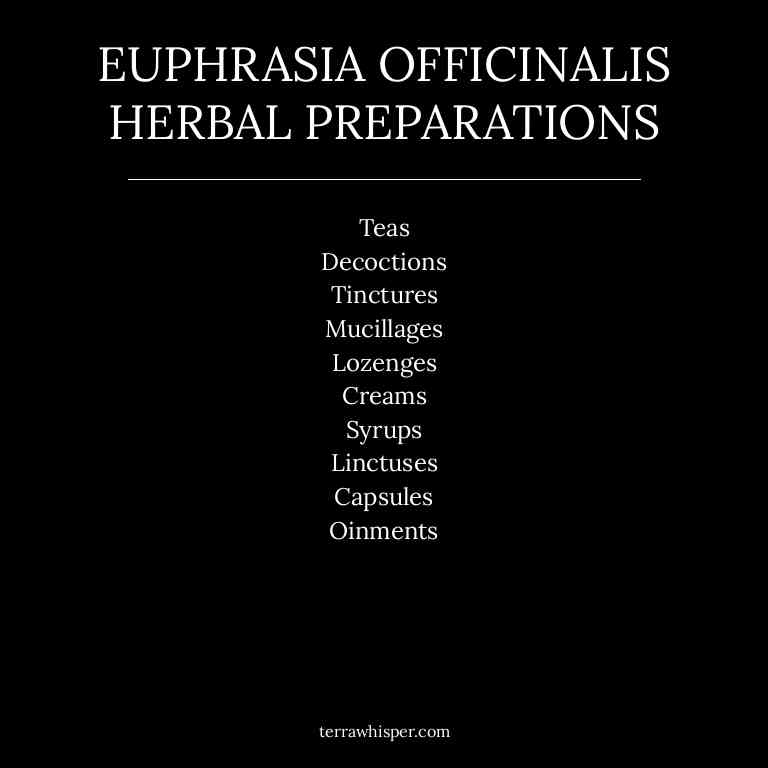 EUPHRASIA OFFICINALIS
HERBAL PREPARATIONS
Teas
Decoctions
Tinctures
Mucillages
Lozenges
Creams
Syrups
Linctuses
Capsules
Oinments
terrawhisper.com